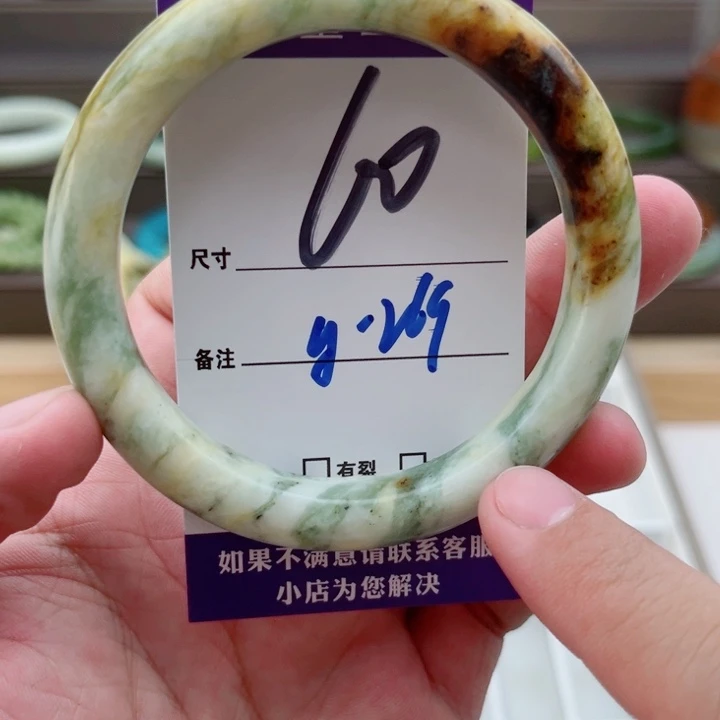 60
尺寸
y·269
备注
有裂
如果不满意请联系客服
小店为您解决